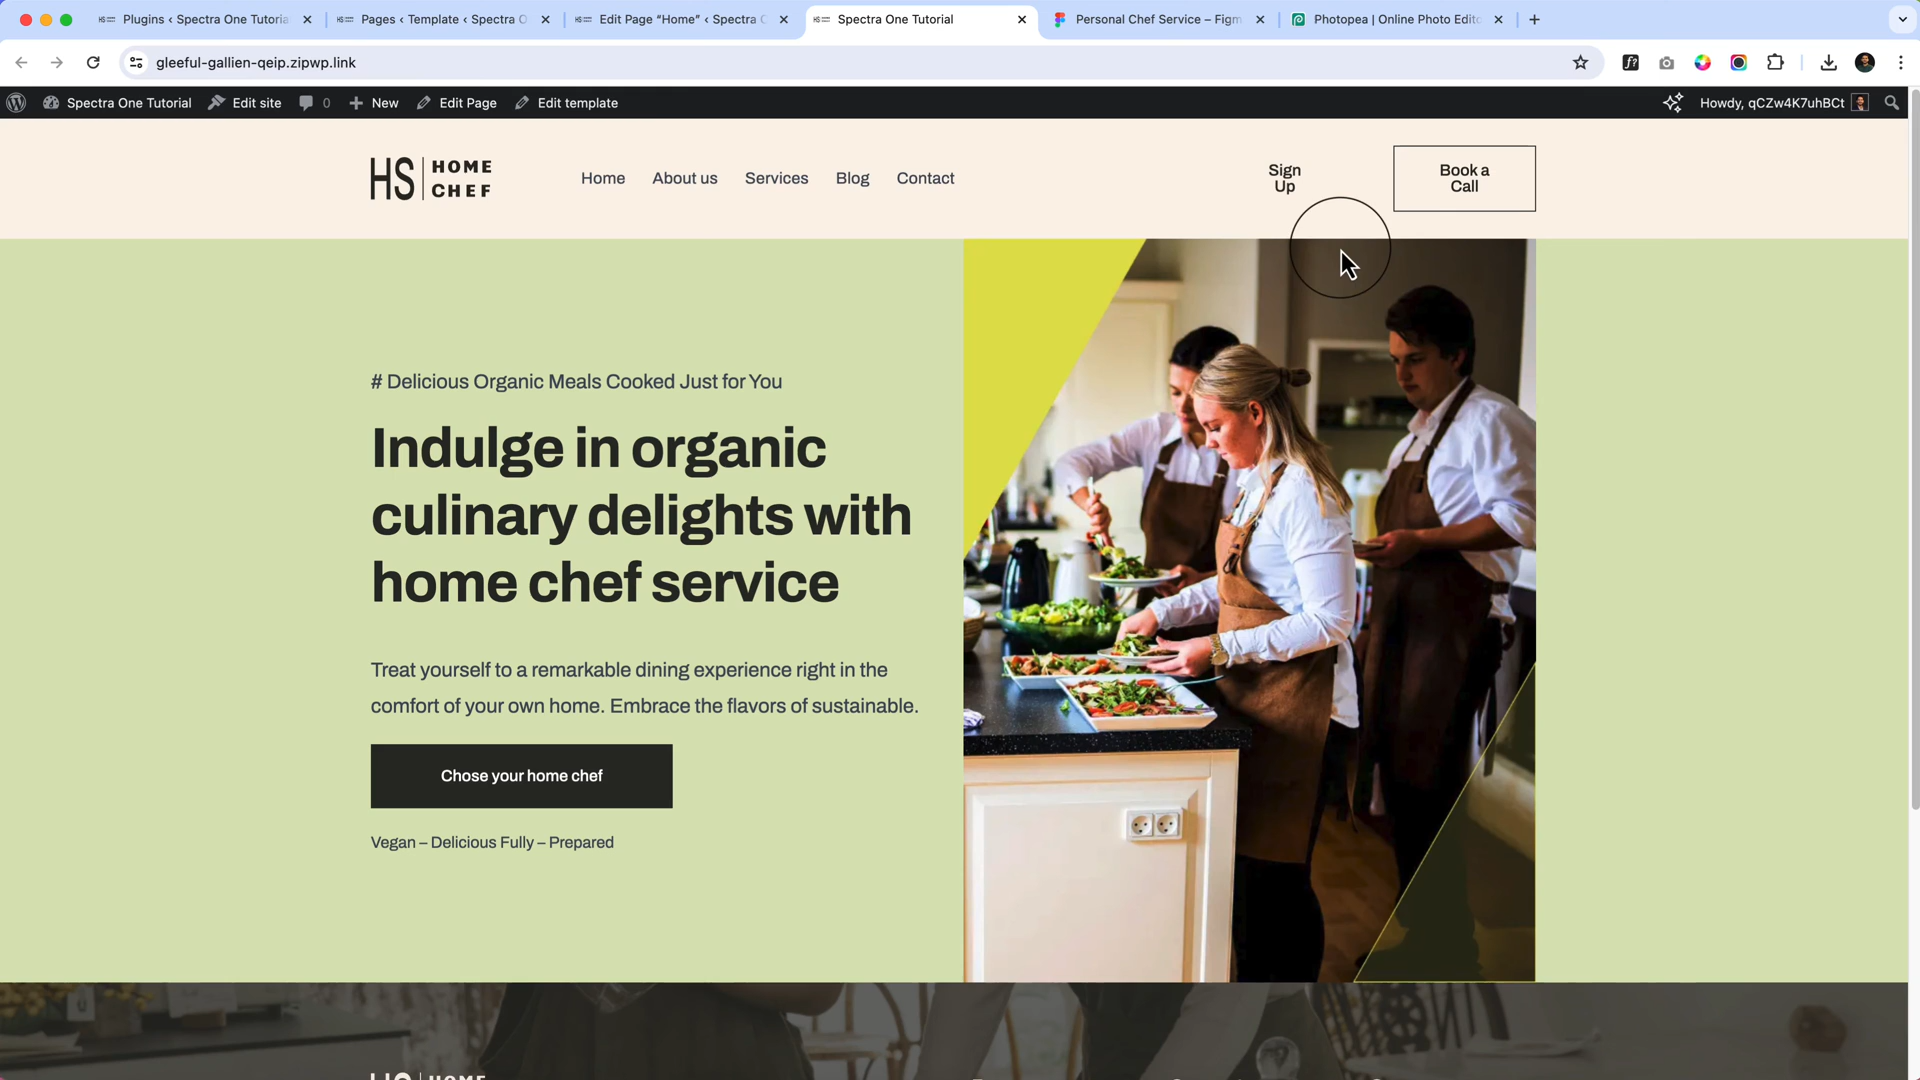 Plugins ‹ Spectra One Tutoria
Pages ‹ Template ‹ Spectra O
Edit Page “Home” ‹ Spectra
Spectra One Tutorial
Personal Chef Service – Figm
Photopea | Online Photo Edito
gleeful-gallien-qeip.zipwp.link
Spectra One Tutorial
Edit site
0
New
Edit Page
Edit template
Howdy, qCZw4K7uhBCt
HS HOME
CHEF
Home
About us
Services
Blog
Contact
Sign
Up
Book a
Call
# Delicious Organic Meals Cooked Just for You
Indulge in organic
culinary delights with
home chef service
Treat yourself to a remarkable dining experience right in the
comfort of your own home. Embrace the flavors of sustainable.
Chose your home chef
Vegan – Delicious Fully – Prepared
HS HOME